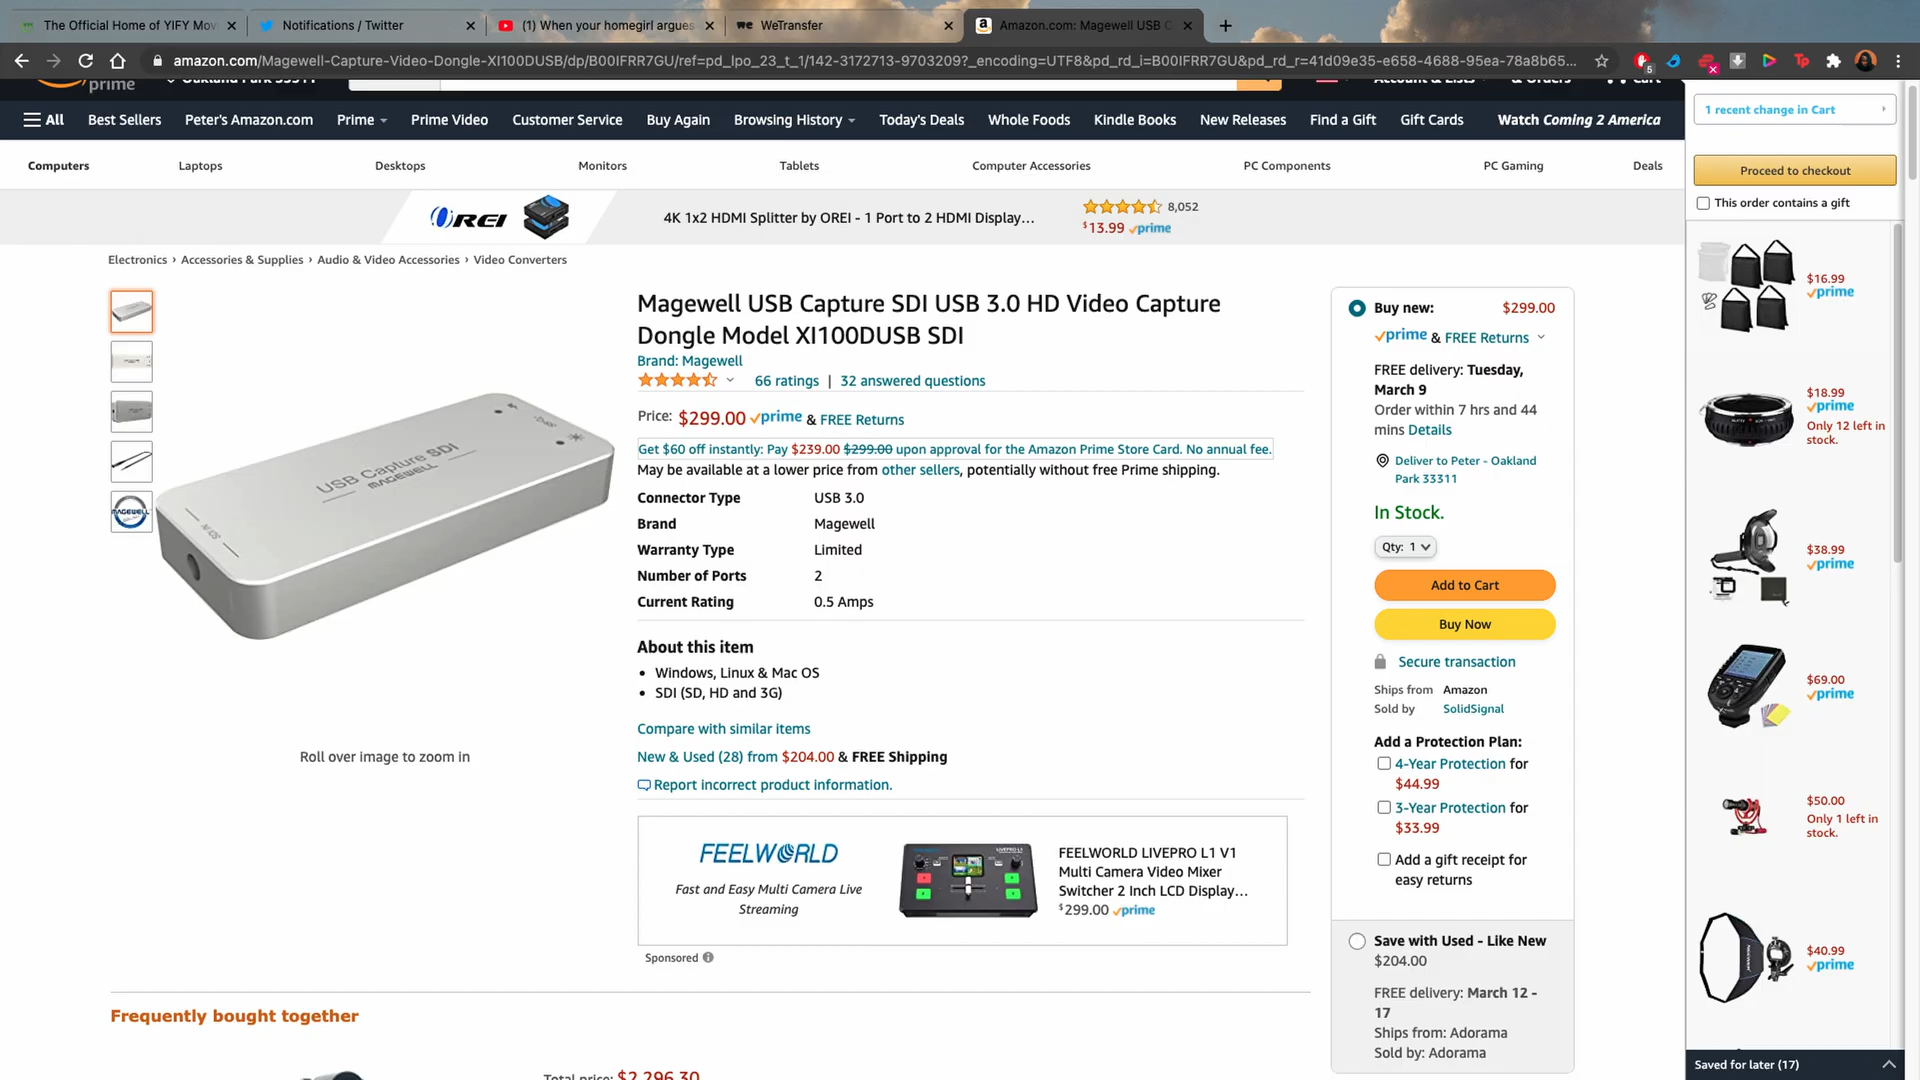 The Official Home of YIFY Mov
Notifications / Twitter
(1) When your homegirl argues
WeTransfer
Amazon.com: Magewell USB C
amazon.com/Magewell-Capture-Video-Dongle-XI100DUSB/dp/B00IFRR7GU/ref=pd_lpo_23_t_1/142-3172713-9703209?_encoding=UTF8&pd_rd_i=B00IFRR7GU&pd_rd_r=41d09e35-e658-4688-95ea-78a8b65...
prime
Oakland Park 33311
Account & Lists
& Orders
Cart
All
Best Sellers
Peter's Amazon.com
Prime
Prime Video
Customer Service
Buy Again
Browsing History
Today's Deals
Whole Foods
Kindle Books
New Releases
Find a Gift
Gift Cards
Watch Coming 2 America
Computers
Laptops
Desktops
Monitors
Tablets
Computer Accessories
PC Components
PC Gaming
Deals
OREI
4K 1x2 HDMI Splitter by OREI - 1 Port to 2 HDMI Display...
8,052
$13.99 prime
Electronics › Accessories & Supplies › Audio & Video Accessories › Video Converters
USB Capture SDI
MAGEWELL
SDI IN
MAGEWELL
Roll over image to zoom in
Magewell USB Capture SDI USB 3.0 HD Video Capture
Dongle Model XI100DUSB SDI
Brand: Magewell
66 ratings | 32 answered questions
Price: $299.00 prime & FREE Returns
Get $60 off instantly: Pay $239.00 $299.00 upon approval for the Amazon Prime Store Card. No annual fee.
May be available at a lower price from other sellers, potentially without free Prime shipping.
Connector Type USB 3.0
Brand Magewell
Warranty Type Limited
Number of Ports 2
Current Rating 0.5 Amps
About this item
• Windows, Linux & Mac OS
• SDI (SD, HD and 3G)
Compare with similar items
New & Used (28) from $204.00 & FREE Shipping
Report incorrect product information.
FEELWORLD
Fast and Easy Multi Camera Live
Streaming
FEELWORLD LIVEPRO L1 V1
Multi Camera Video Mixer
Switcher 2 Inch LCD Display...
$299.00 prime
Sponsored
Frequently bought together
Total price: $2,296.30
Buy new: $299.00
prime & FREE Returns
FREE delivery: Tuesday,
March 9
Order within 7 hrs and 44
mins Details
Deliver to Peter - Oakland
Park 33311
In Stock.
Qty: 1
Add to Cart
Buy Now
Secure transaction
Ships from Amazon
Sold by SolidSignal
Add a Protection Plan:
4-Year Protection for
$44.99
3-Year Protection for
$33.99
Add a gift receipt for
easy returns
Save with Used - Like New
$204.00
FREE delivery: March 12 -
17
Ships from: Adorama
Sold by: Adorama
1 recent change in Cart
Proceed to checkout
This order contains a gift
$16.99
prime
$18.99
prime
Only 12 left in
stock.
$38.99
prime
$69.00
prime
$50.00
Only 1 left in
stock.
$40.99
prime
Saved for later (17)